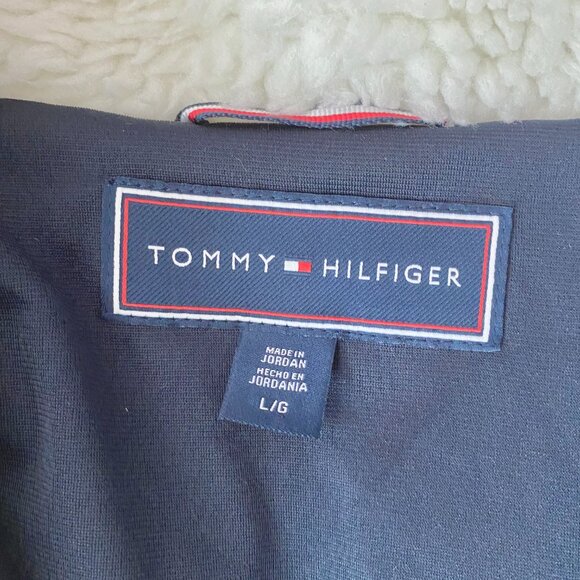 TOMMY HILFIGER
MADE IN
JORDAN
HECHO EN
JORDANIA
L/G